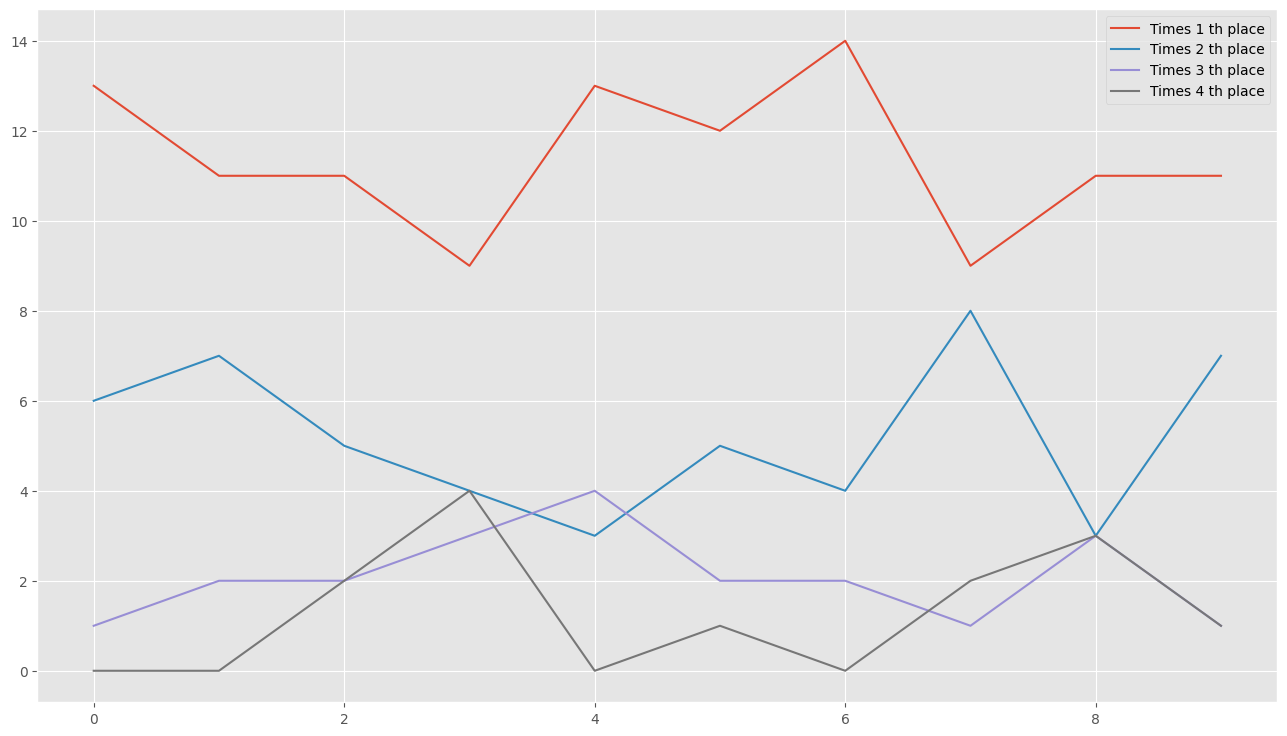 Times 1 th place
Times 2 th place
Times 3 th place
Times 4 th place
14
12
10
8
6
4
2
0
0 2 4 6 8